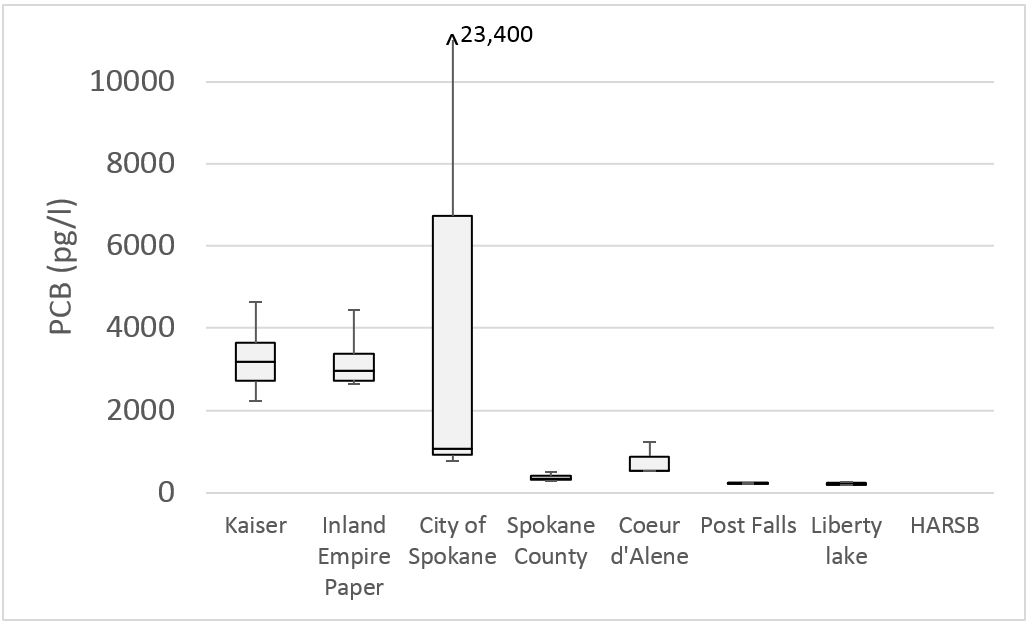 ^23,400
10000
8000
6000
4000
2000
0
PCB (pg/l)
Kaiser
Inland
Empire
Paper
City of
Spokane
Spokane
County
Coeur
d'Alene
Post Falls
Liberty
lake
HARSB